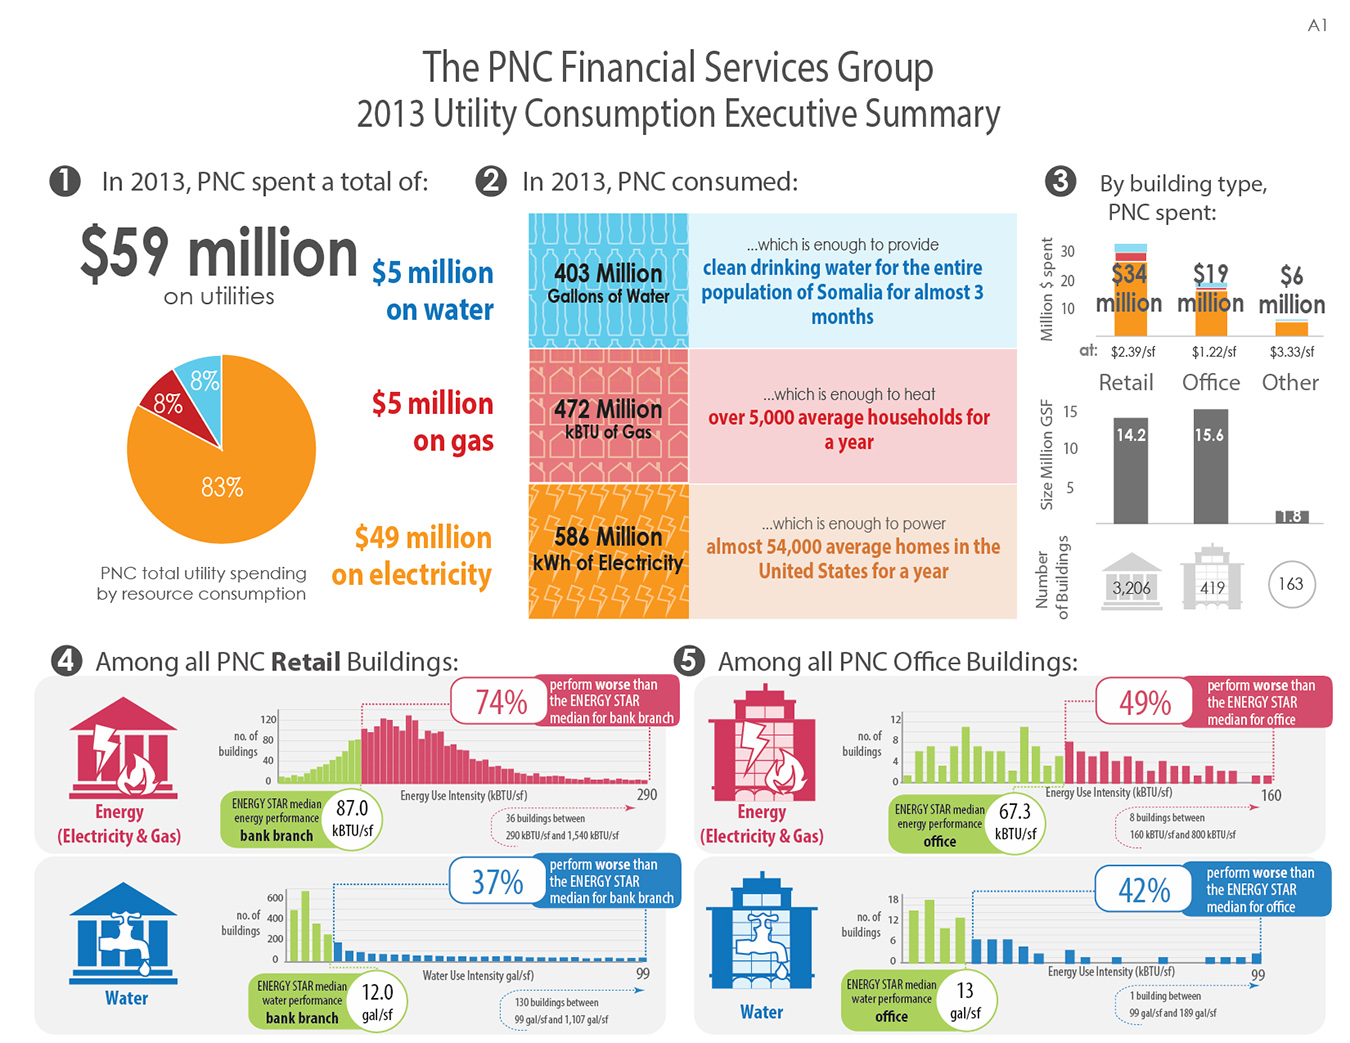 A1
The PNC Financial Services Group
2013 Utility Consumption Executive Summary
1 In 2013, PNC spent a total of:
$59 million
on utilities
$5 million
on water
$5 million
on gas
$49 million
on electricity
8%
8%
83%
PNC total utility spending
by resource consumption
2 In 2013, PNC consumed:
403 Million
Gallons of Water
...which is enough to provide
clean drinking water for the entire
population of Somalia for almost 3
months
472 Million
kBTU of Gas
...which is enough to heat
over 5,000 average households for
a year
586 Million
kWh of Electricity
...which is enough to power
almost 54,000 average homes in the
United States for a year
3 By building type,
PNC spent:
Million $ spent
30
20
10
$34
million
$19
million
$6
million
at: $2.39/sf $1.22/sf $3.33/sf
Retail Office Other
Size Million GSF
15
10
5
14.2
15.6
1.8
Number
of Buildings
3,206
419
163
4 Among all PNC Retail Buildings:
Energy
(Electricity & Gas)
no. of
buildings
120
80
40
0
74%
perform worse than
the ENERGY STAR
median for bank branch
Energy Use Intensity (kBTU/sf)
290
ENERGY STAR median
energy performance
bank branch
87.0
kBTU/sf
36 buildings between
290 kBTU/sf and 1,540 kBTU/sf
Water
no. of
buildings
600
400
200
0
37%
perform worse than
the ENERGY STAR
median for bank branch
Water Use Intensity gal/sf)
99
ENERGY STAR median
water performance
bank branch
12.0
gal/sf
130 buildings between
99 gal/sf and 1,107 gal/sf
5 Among all PNC Office Buildings:
Energy
(Electricity & Gas)
no. of
buildings
12
8
4
0
49%
perform worse than
the ENERGY STAR
median for office
Energy Use Intensity (kBTU/sf)
160
ENERGY STAR median
energy performance
office
67.3
kBTU/sf
8 buildings between
160 kBTU/sf and 800 kBTU/sf
Water
no. of
buildings
18
12
6
0
42%
perform worse than
the ENERGY STAR
median for office
Energy Use Intensity (kBTU/sf)
99
ENERGY STAR median
water performance
office
13
gal/sf
1 building between
99 gal/sf and 189 gal/sf